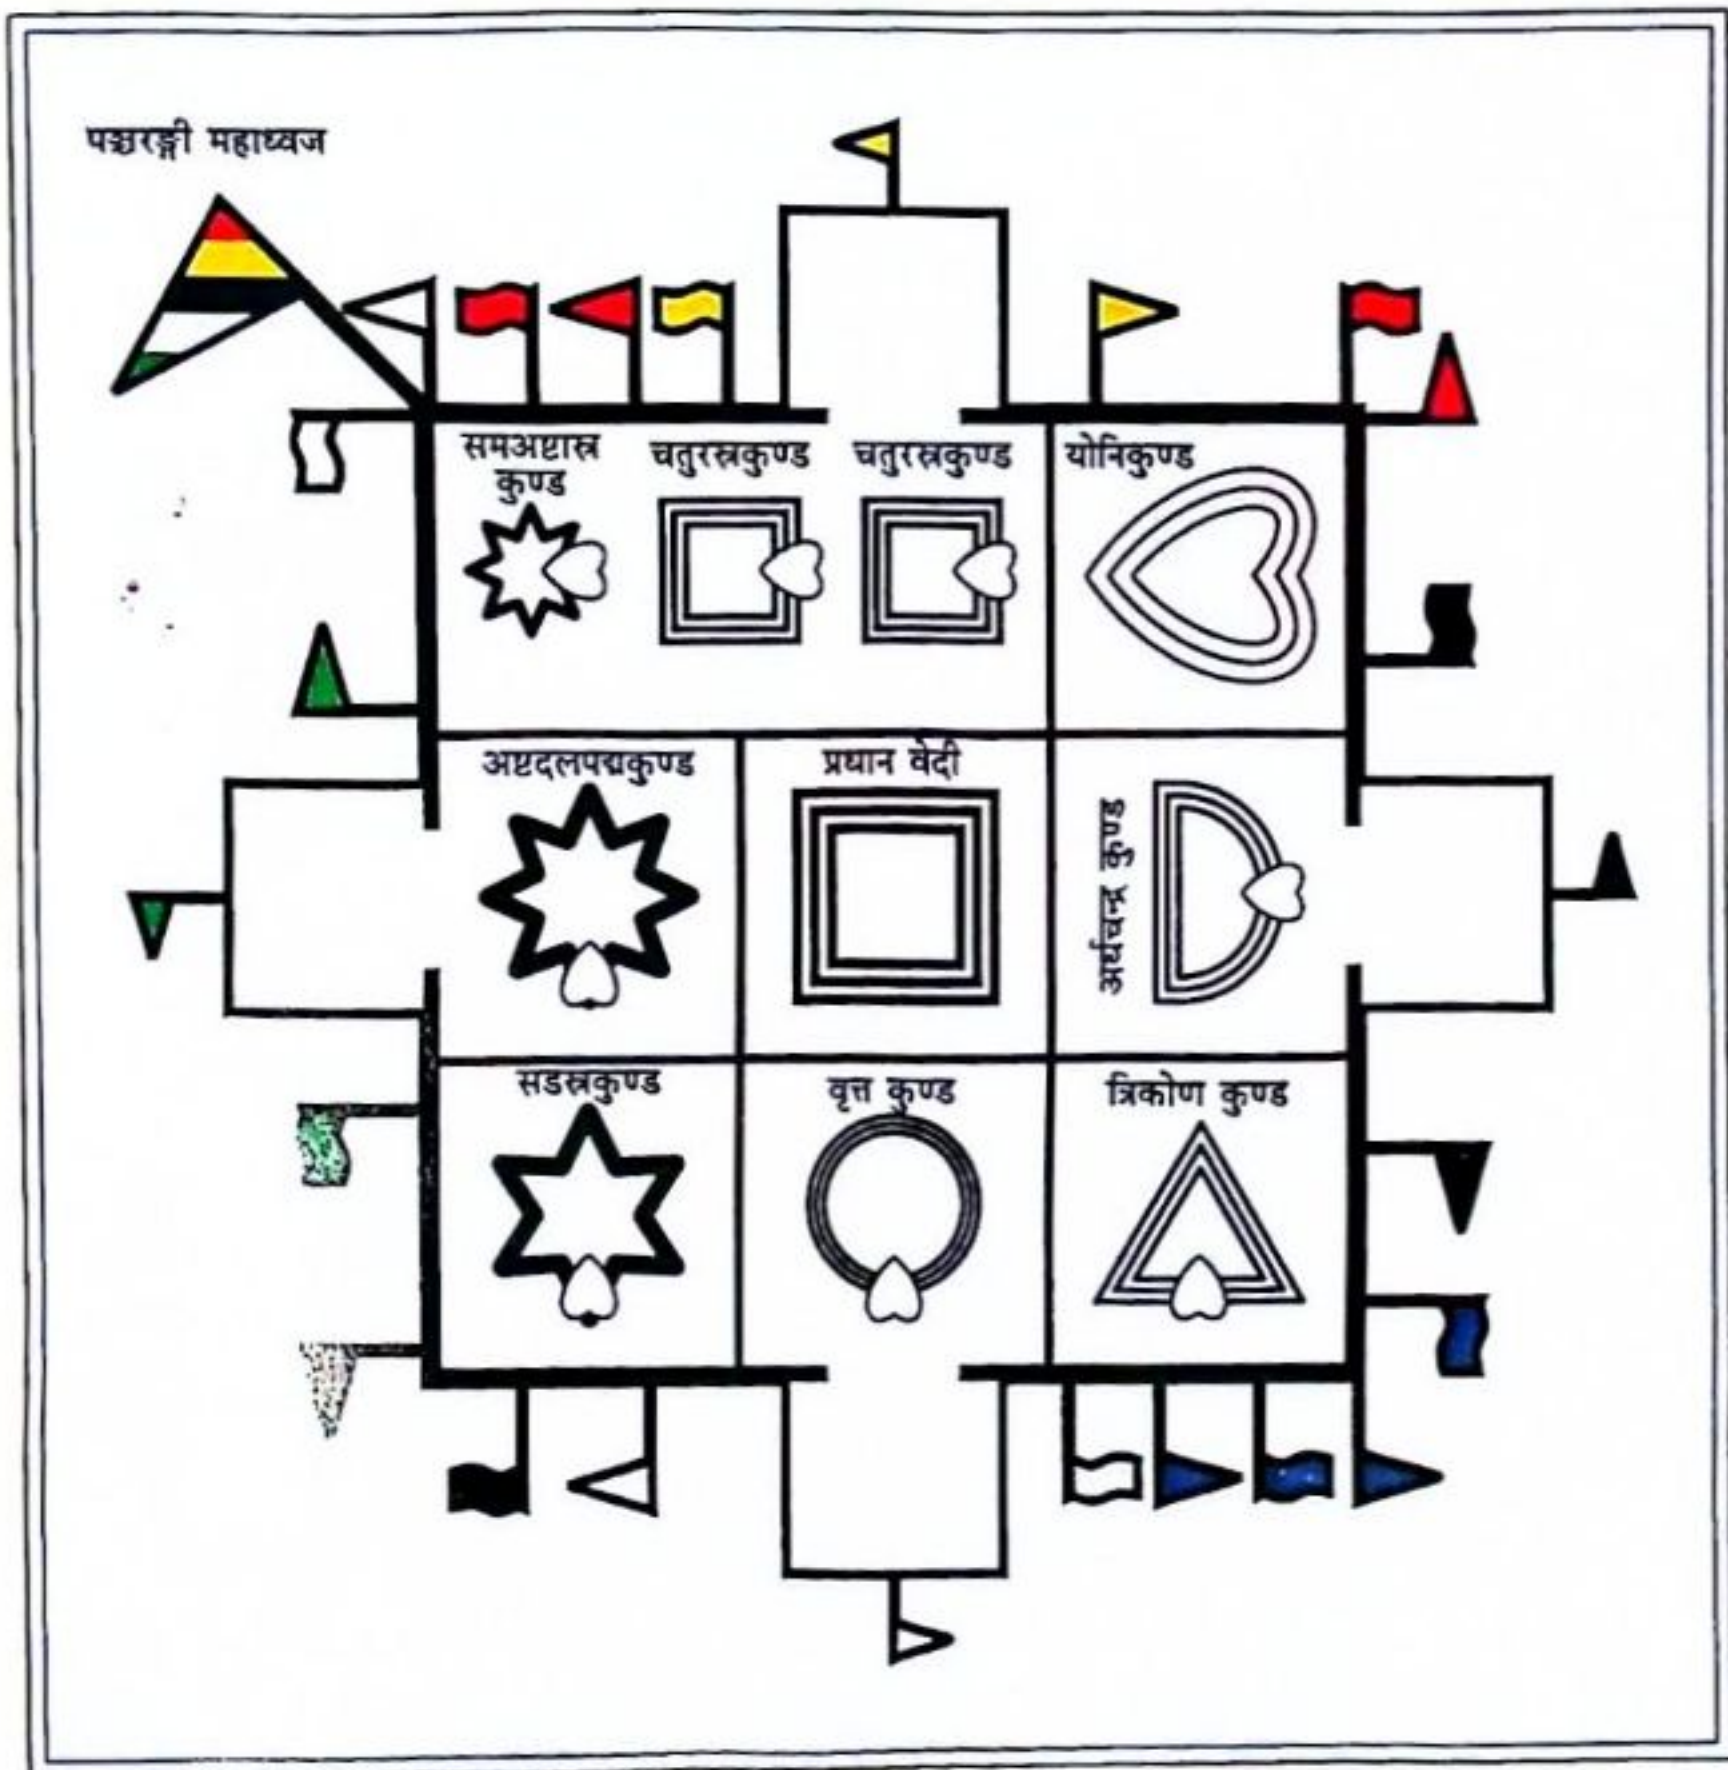 पञ्चरङ्गी महाध्वज
समअष्टास्र
कुण्ड
चतुरस्रकुण्ड
चतुरस्रकुण्ड
योनिकुण्ड
अष्टदलपद्मकुण्ड
प्रधान वेदी
अर्धचन्द्र कुण्ड
सडस्रकुण्ड
वृत्त कुण्ड
त्रिकोण कुण्ड